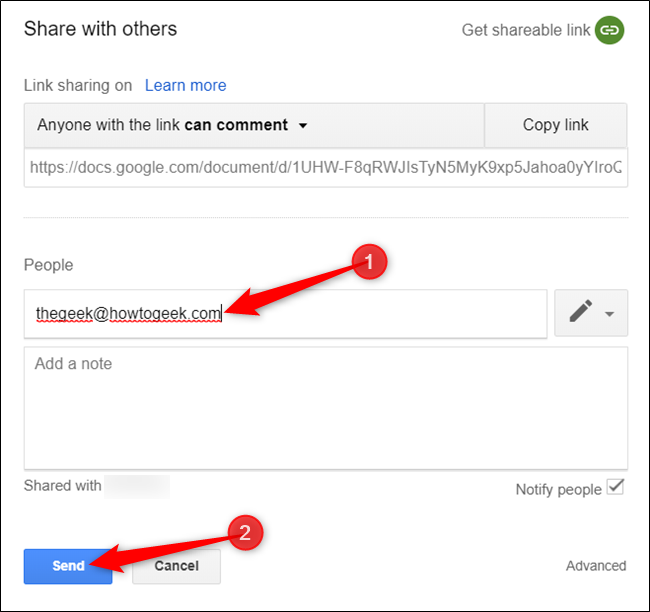 Share with others
Get shareable link
Link sharing on Learn more
Anyone with the link can comment
Copy link
https://docs.google.com/document/d/1UHW-F8qRWJIsTyN5MyK9xp5Jahoa0yYIroQ
People
1
thegeek@howtogeek.com
Add a note
Shared with
Notify people
2
Send
Cancel
Advanced